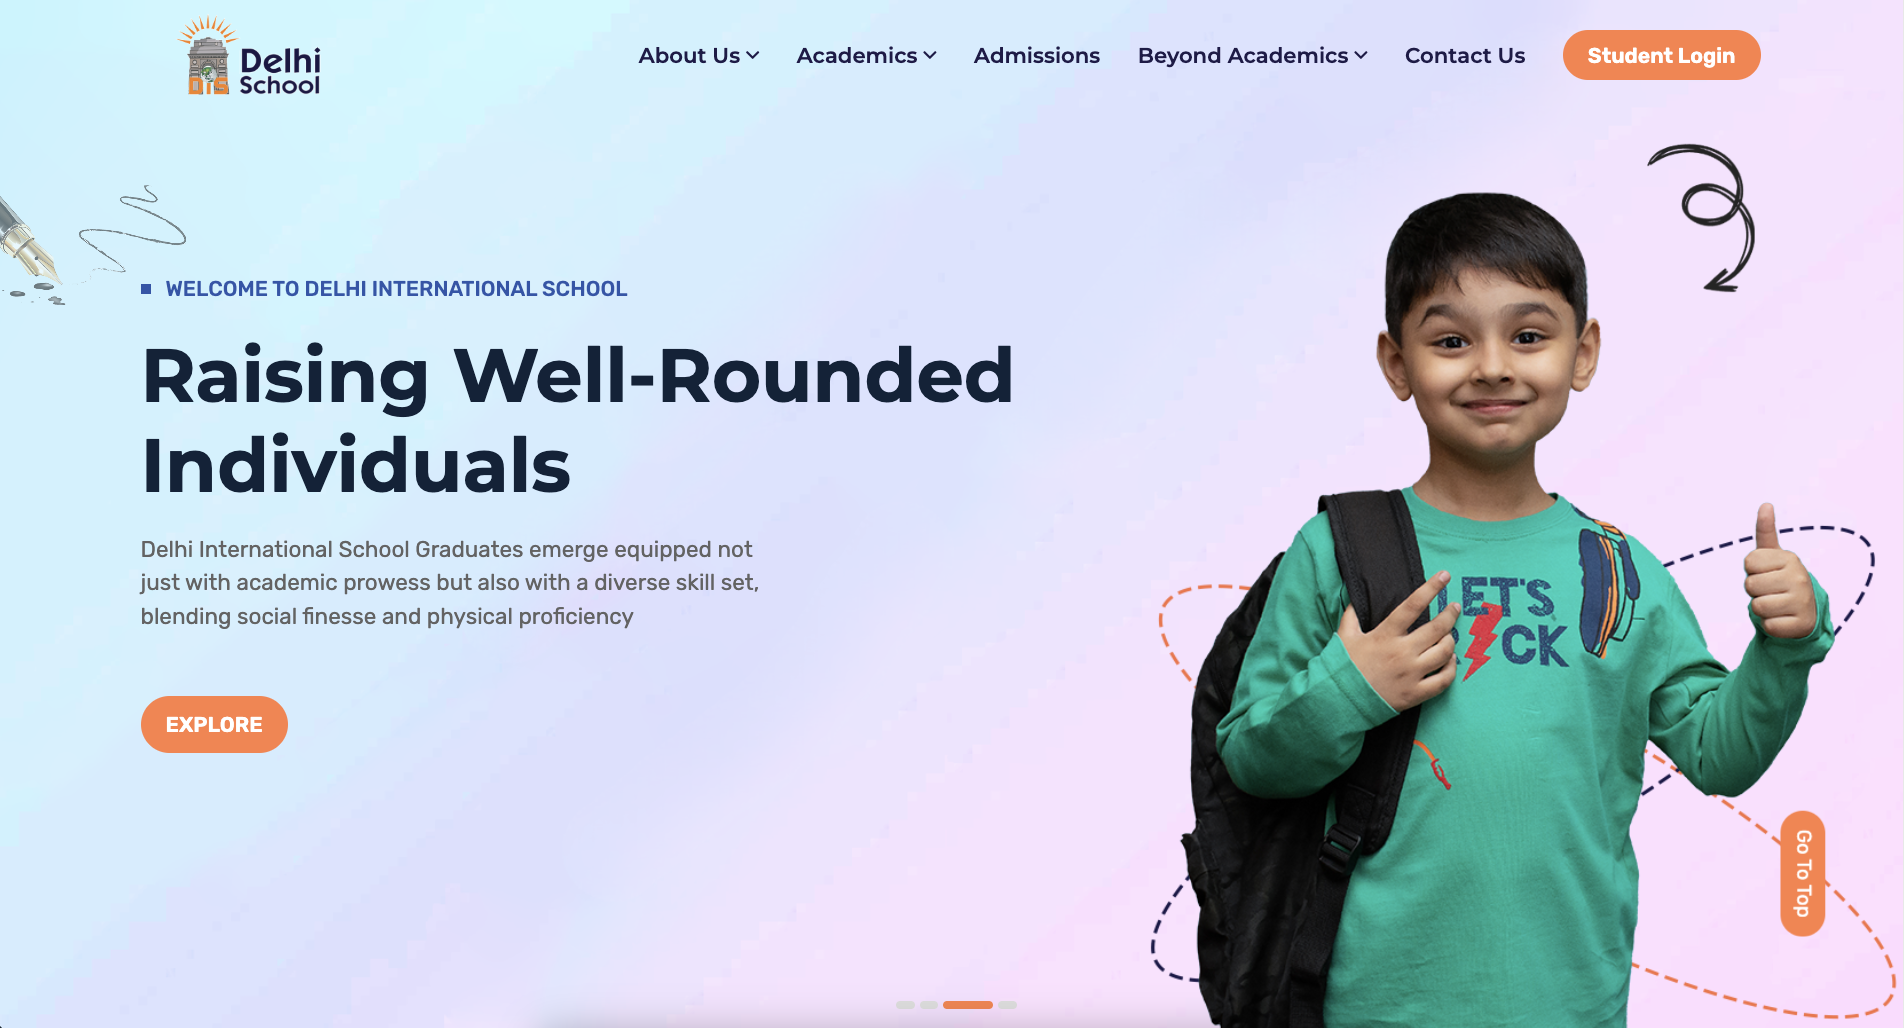 Delhi
School
DIS
About Us
Academics
Admissions
Beyond Academics
Contact Us
Student Login
WELCOME TO DELHI INTERNATIONAL SCHOOL
Raising Well-Rounded
Individuals
Delhi International School Graduates emerge equipped not
just with academic prowess but also with a diverse skill set,
blending social finesse and physical proficiency
EXPLORE
LET'S
R CK
Go To Top